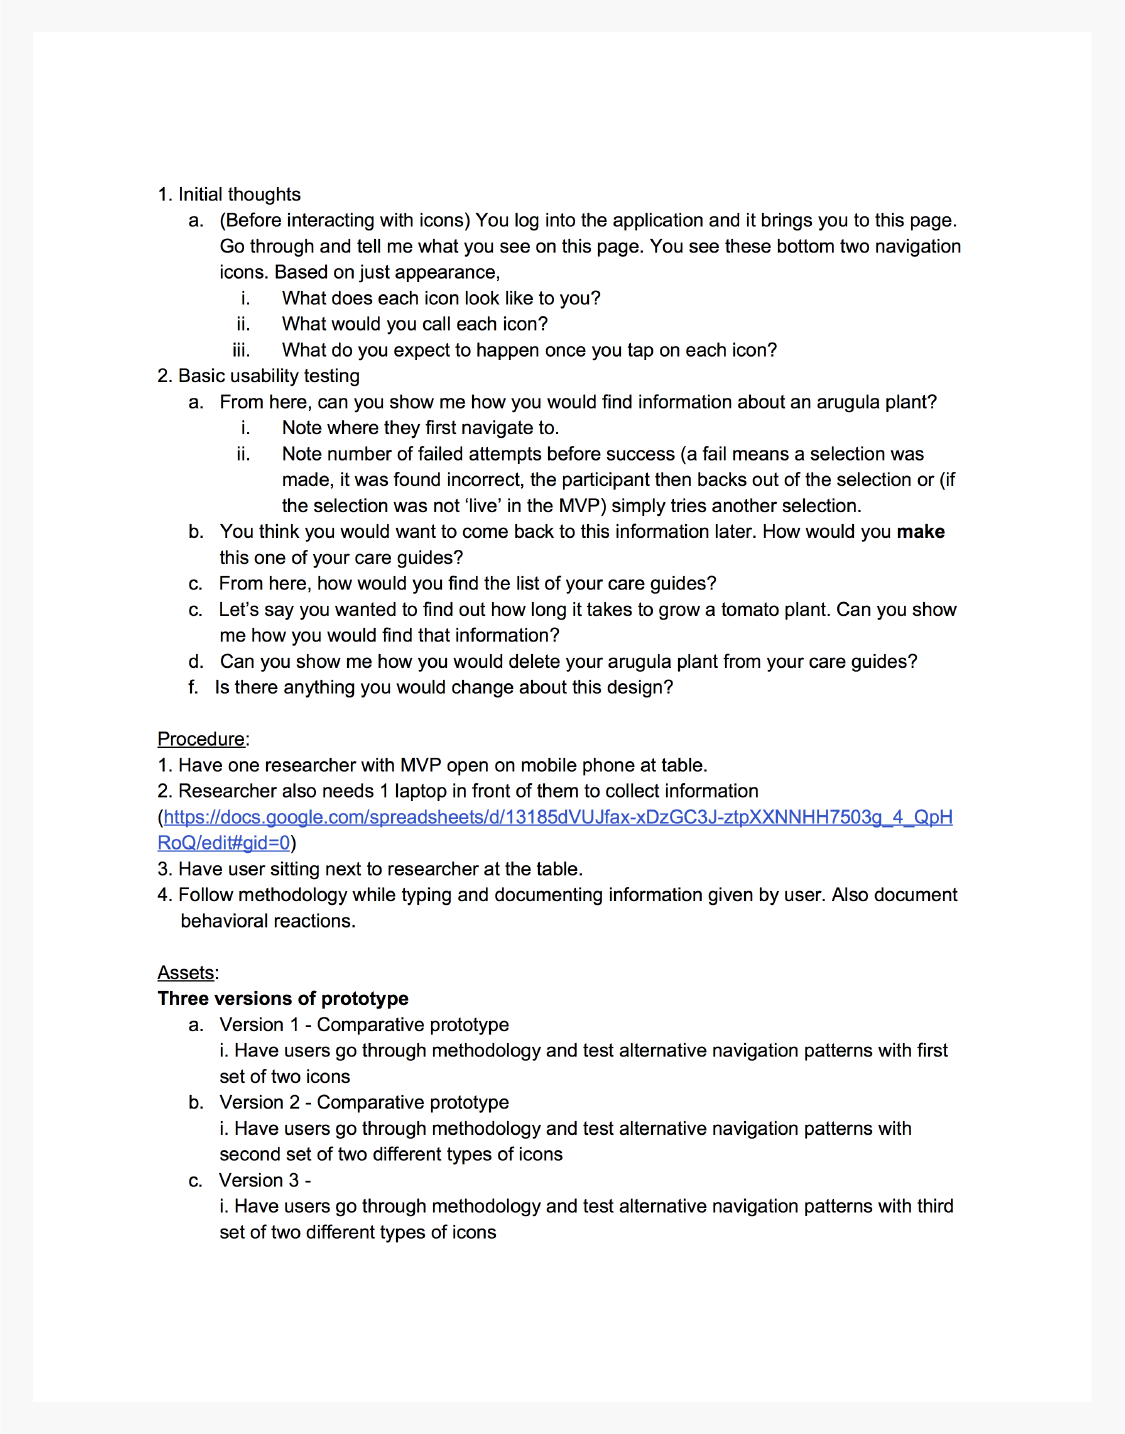 1. Initial thoughts
a. (Before interacting with icons) You log into the application and it brings you to this page.
Go through and tell me what you see on this page. You see these bottom two navigation
icons. Based on just appearance,
i. What does each icon look like to you?
ii. What would you call each icon?
iii. What do you expect to happen once you tap on each icon?
2. Basic usability testing
a. From here, can you show me how you would find information about an arugula plant?
i. Note where they first navigate to.
ii. Note number of failed attempts before success (a fail means a selection was
made, it was found incorrect, the participant then backs out of the selection or (if
the selection was not ‘live’ in the MVP) simply tries another selection.
b. You think you would want to come back to this information later. How would you make
this one of your care guides?
c. From here, how would you find the list of your care guides?
c. Let’s say you wanted to find out how long it takes to grow a tomato plant. Can you show
me how you would find that information?
d. Can you show me how you would delete your arugula plant from your care guides?
f. Is there anything you would change about this design?
Procedure:
1. Have one researcher with MVP open on mobile phone at table.
2. Researcher also needs 1 laptop in front of them to collect information
(https://docs.google.com/spreadsheets/d/13185dVUJfax-xDzGC3J-ztpXXNNHH7503g_4_QpH
RoQ/edit#gid=0)
3. Have user sitting next to researcher at the table.
4. Follow methodology while typing and documenting information given by user. Also document
behavioral reactions.
Assets:
Three versions of prototype
a. Version 1 - Comparative prototype
i. Have users go through methodology and test alternative navigation patterns with first
set of two icons
b. Version 2 - Comparative prototype
i. Have users go through methodology and test alternative navigation patterns with
second set of two different types of icons
c. Version 3 -
i. Have users go through methodology and test alternative navigation patterns with third
set of two different types of icons